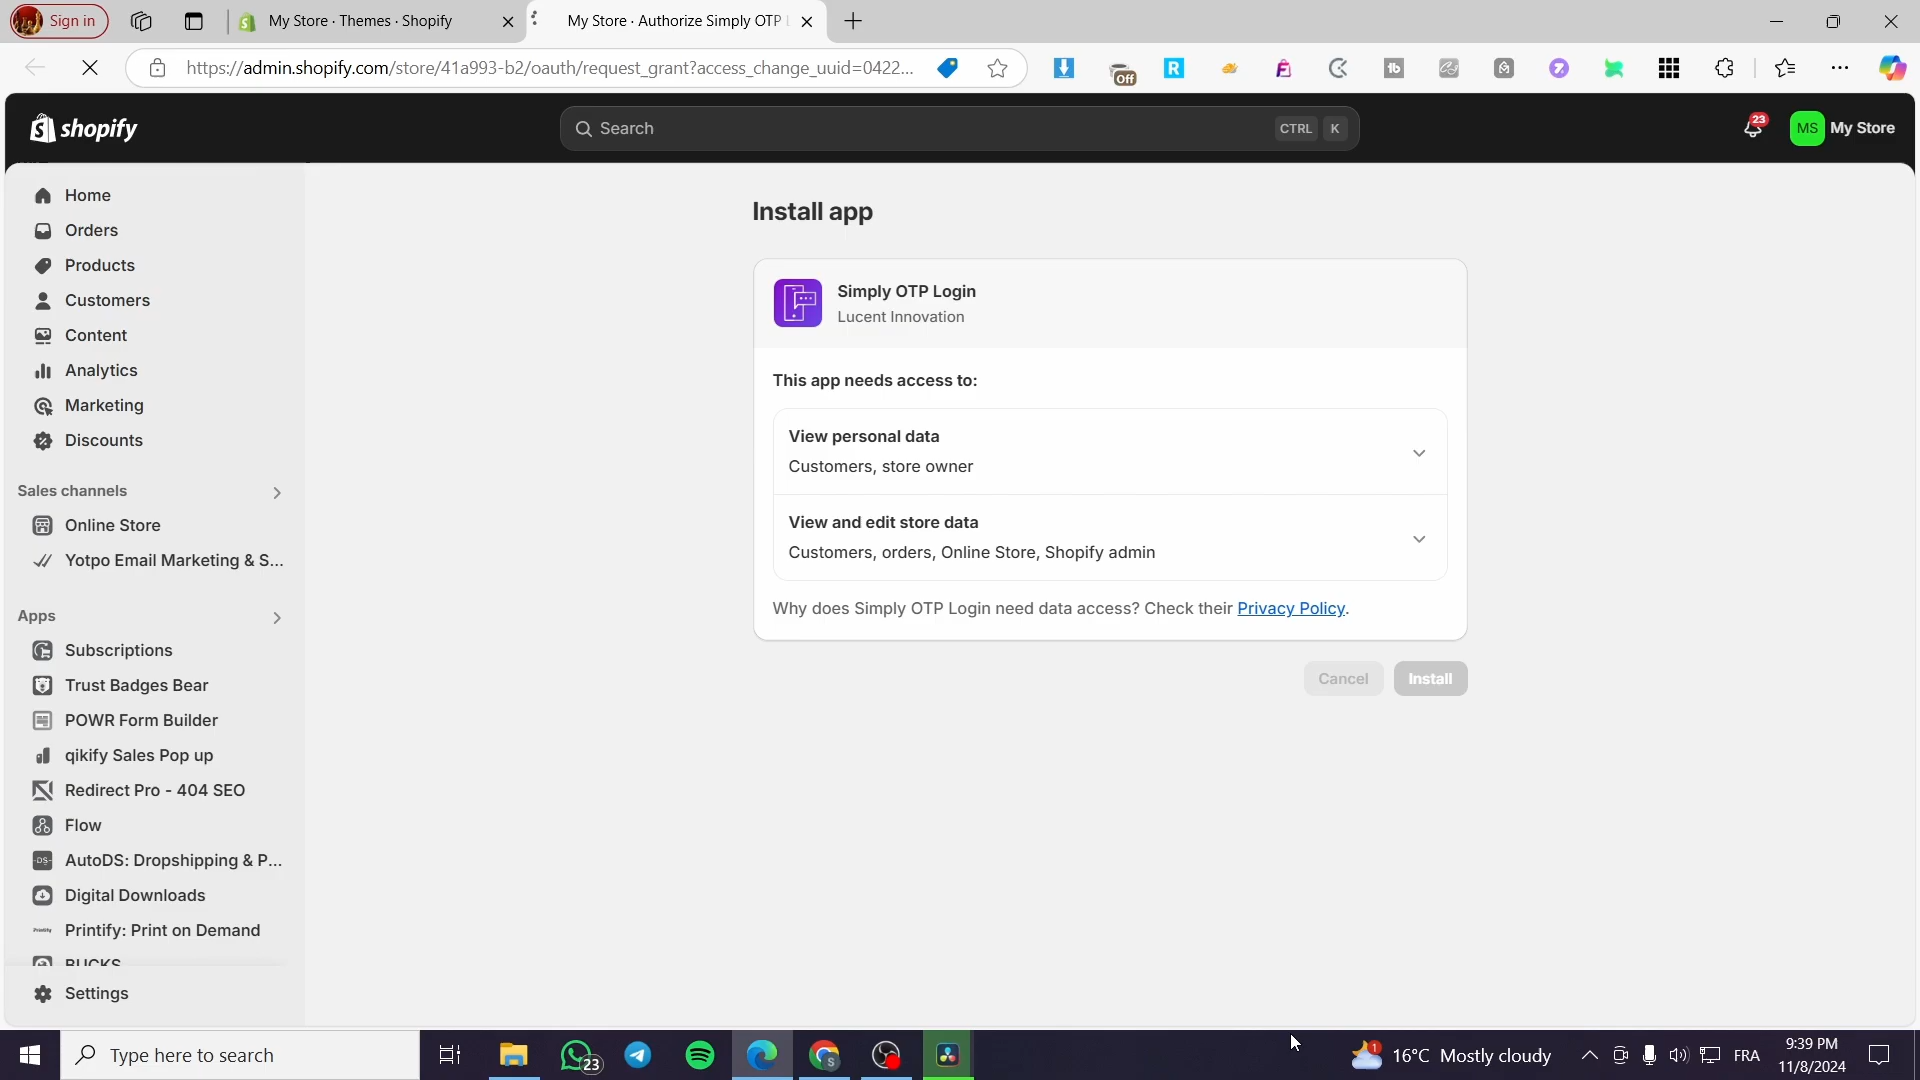 Sign in
My Store · Themes · Shopify
My Store · Authorize Simply OTP
https://admin.shopify.com/store/41a993-b2/oauth/request_grant?access_change_uuid=0422...
Off
shopify
Search
CTRL K
23
MS
My Store
Home
Orders
Products
Customers
Content
Analytics
Marketing
Discounts
Sales channels
Online Store
Yotpo Email Marketing & S...
Apps
Subscriptions
Trust Badges Bear
POWR Form Builder
qikify Sales Pop up
Redirect Pro - 404 SEO
Flow
AutoDS: Dropshipping & P...
Digital Downloads
Printify: Print on Demand
BUCKS
Settings
Install app
Simply OTP Login
Lucent Innovation
This app needs access to:
View personal data
Customers, store owner
View and edit store data
Customers, orders, Online Store, Shopify admin
Why does Simply OTP Login need data access? Check their Privacy Policy.
Cancel
Install
Type here to search
23
1
16°C Mostly cloudy
FRA
9:39 PM
11/8/2024